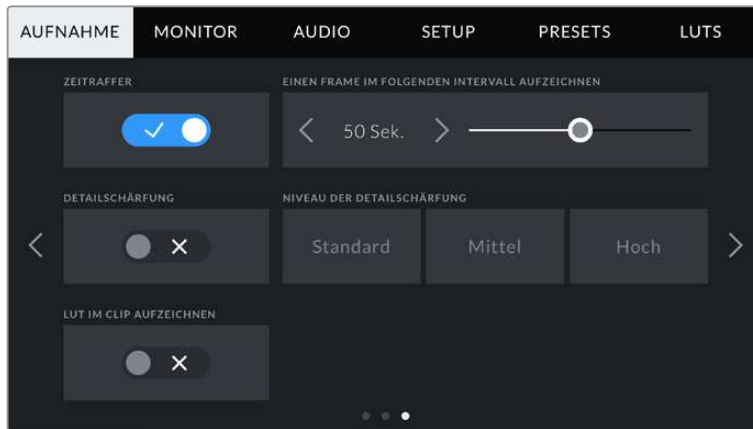 AUFNAHME MONITOR AUDIO SETUP PRESETS LUTS
ZEITRAFFER EINEN FRAME IM FOLGENDEN INTERVALL AUFZEICHNEN
50 Sek.
DETAILSCHÄRFUNG NIVEAU DER DETAILSCHÄRFUNG
Standard Mittel Hoch
LUT IM CLIP AUFZEICHNEN